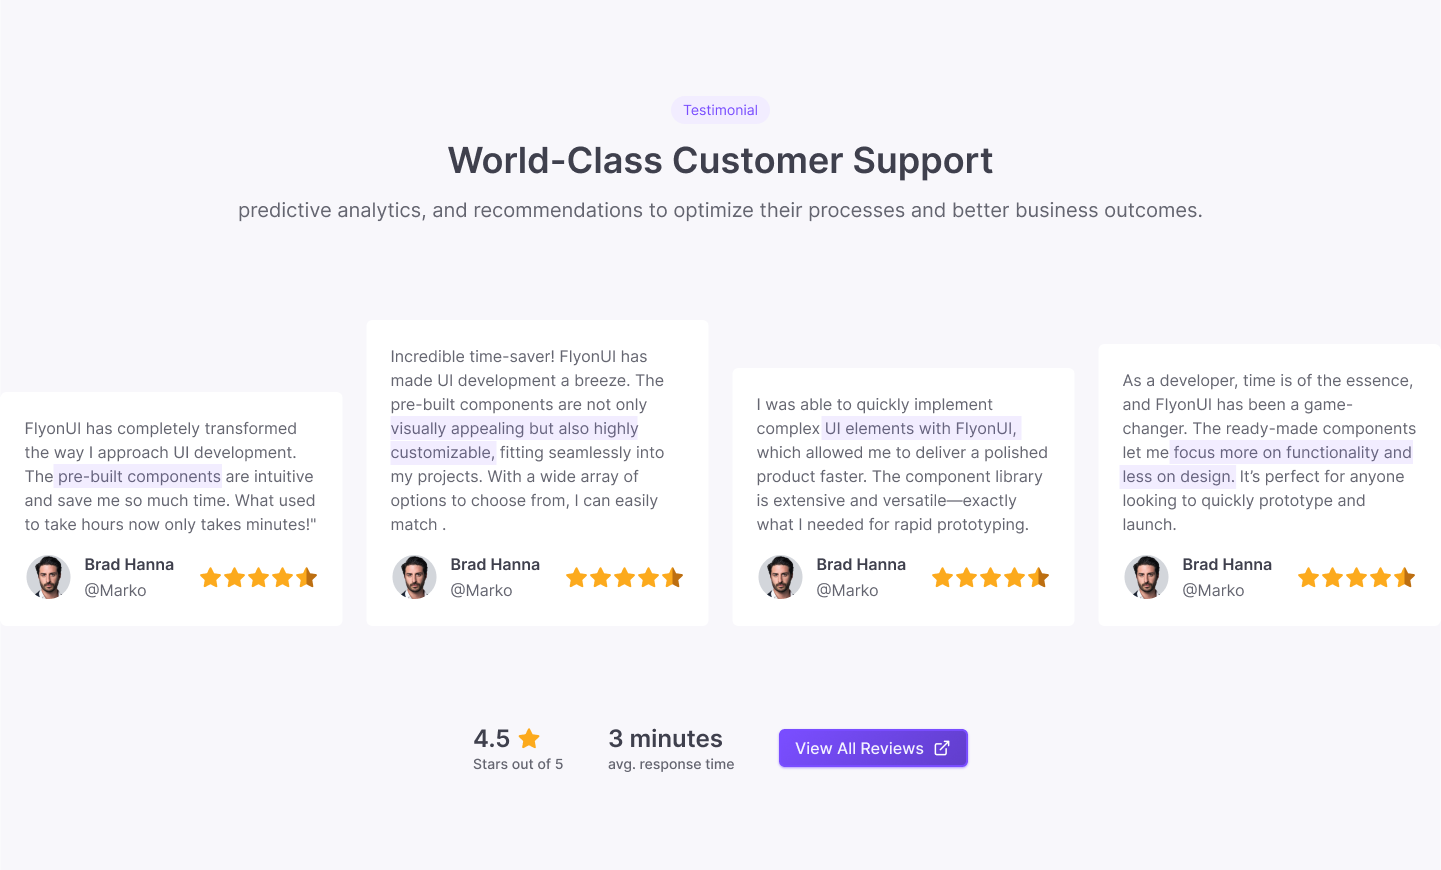 Testimonial
World-Class Customer Support
predictive analytics, and recommendations to optimize their processes and better business outcomes.
FlyonUI has completely transformed
the way I approach UI development.
The pre-built components are intuitive
and save me so much time. What used
to take hours now only takes minutes!"
Brad Hanna
@Marko
Incredible time-saver! FlyonUI has
made UI development a breeze. The
pre-built components are not only
visually appealing but also highly
customizable, fitting seamlessly into
my projects. With a wide array of
options to choose from, I can easily
match .
Brad Hanna
@Marko
I was able to quickly implement
complex UI elements with FlyonUI,
which allowed me to deliver a polished
product faster. The component library
is extensive and versatile—exactly
what I needed for rapid prototyping.
Brad Hanna
@Marko
As a developer, time is of the essence,
and FlyonUI has been a game-
changer. The ready-made components
let me focus more on functionality and
less on design. It’s perfect for anyone
looking to quickly prototype and
launch.
Brad Hanna
@Marko
4.5
Stars out of 5
3 minutes
avg. response time
View All Reviews